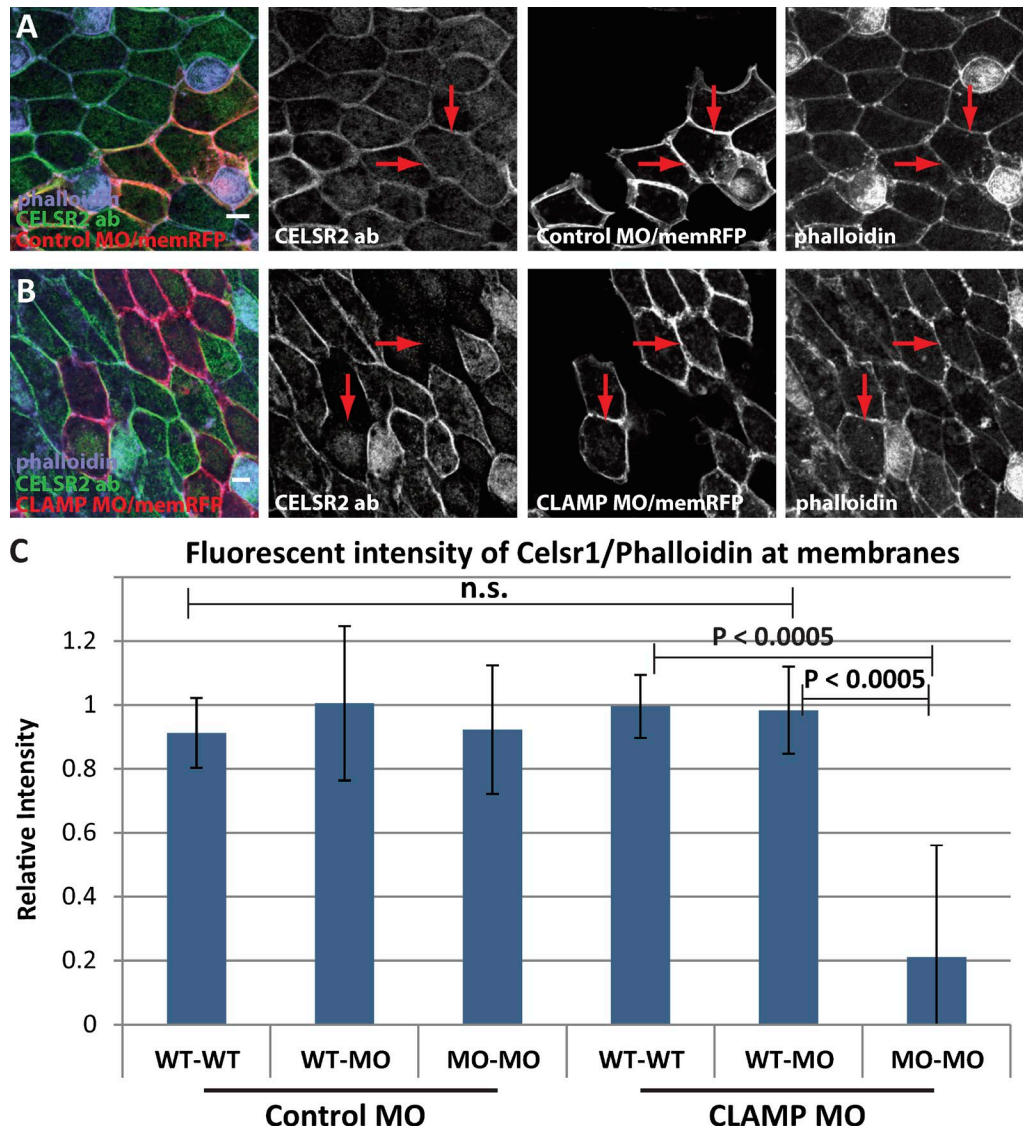 A
phalloidin
CELSR2 ab
Control MO/memRFP
CELSR2 ab
Control MO/memRFP
phalloidin
B
phalloidin
CELSR2 ab
CLAMP MO/memRFP
CELSR2 ab
CLAMP MO/memRFP
phalloidin
C
Fluorescent intensity of Celsr1/Phalloidin at membranes
n.s.
P < 0.0005
P < 0.0005
1.2
1
0.8
0.6
0.4
0.2
0
Relative Intensity
WT-WT WT-MO MO-MO WT-WT WT-MO MO-MO
Control MO CLAMP MO